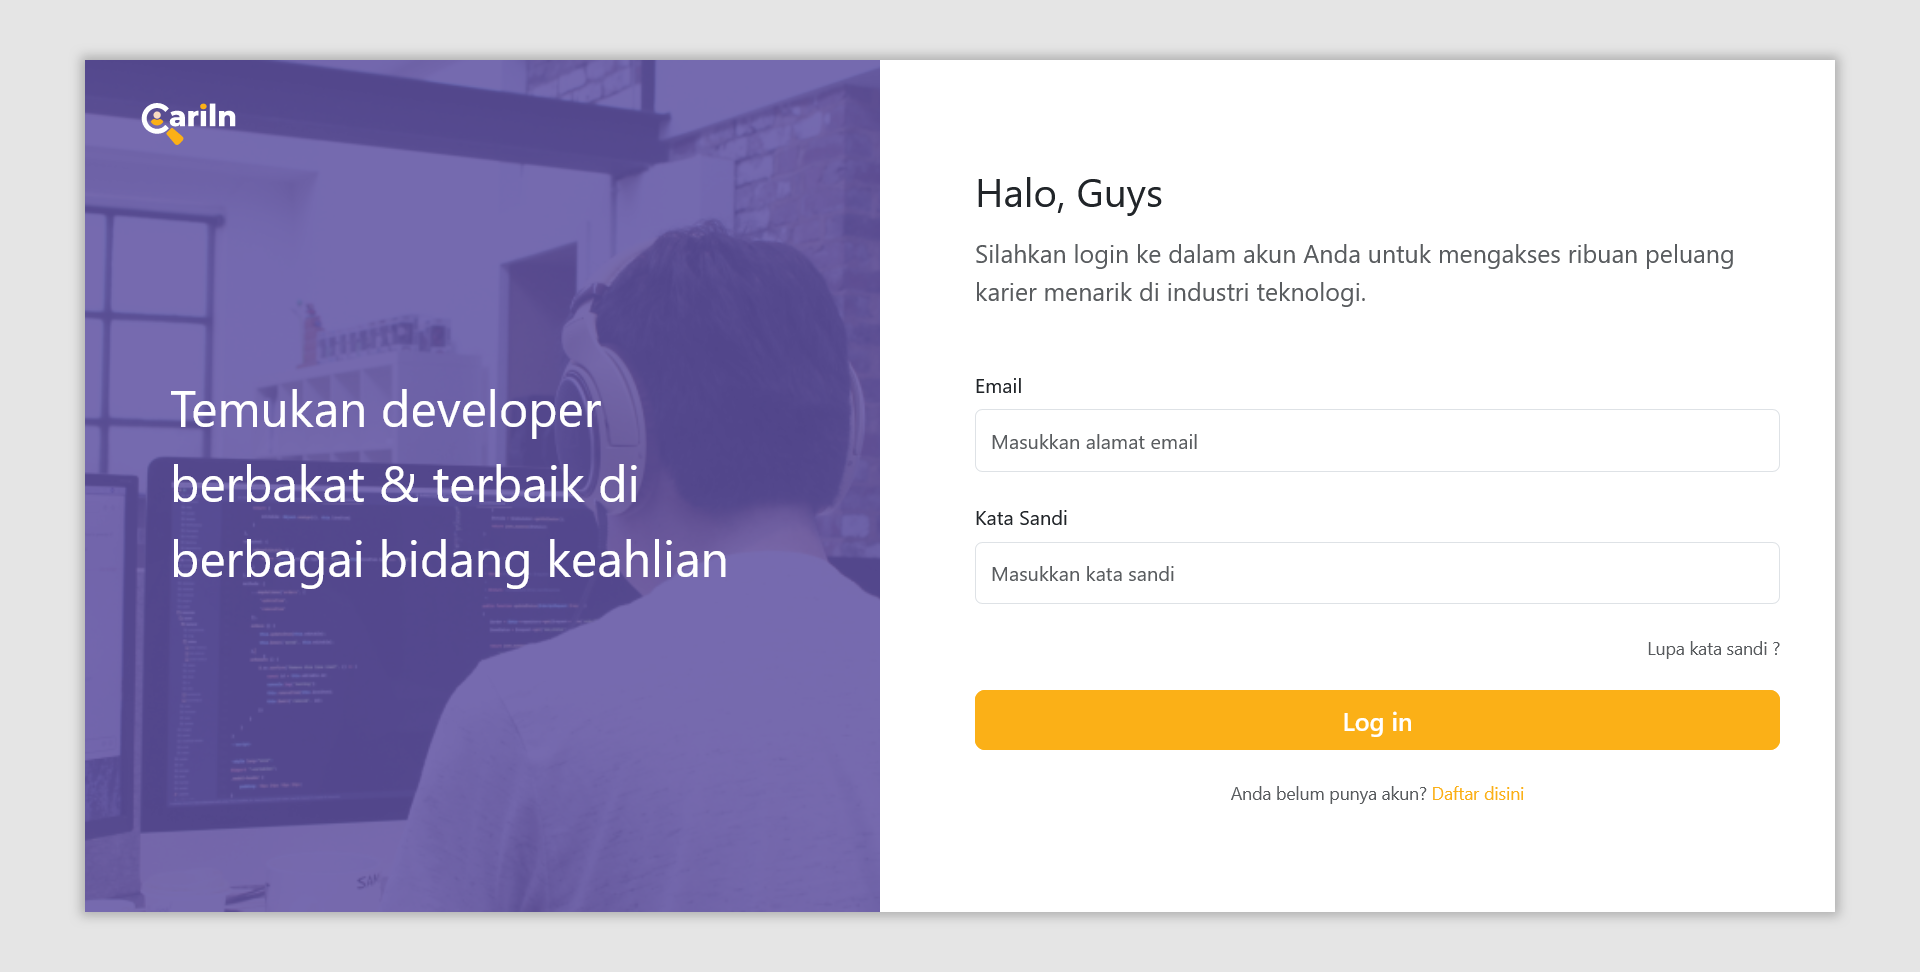 CariIn
Temukan developer
berbakat & terbaik di
berbagai bidang keahlian
Halo, Guys
Silahkan login ke dalam akun Anda untuk mengakses ribuan peluang
karier menarik di industri teknologi.
Email
Masukkan alamat email
Kata Sandi
Masukkan kata sandi
Lupa kata sandi ?
Log in
Anda belum punya akun? Daftar disini